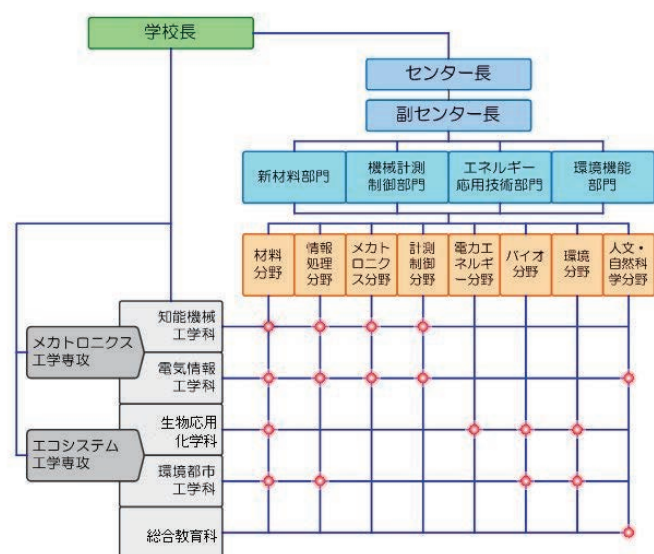 学校長
センター長
副センター長
新材料部門
機械計測
制御部門
エネルギー
応用技術部門
環境機能
部門
材料
分野
情報
処理
分野
メカト
ロニク
ス分野
計測
制御
分野
電力エ
ネルギ
ー分野
バイオ
分野
環境
分野
人文・
自然科
学分野
知能機械
工学科
メカトロニクス
工学専攻
電気情報
工学科
生物応用
化学科
エコシステム
工学専攻
環境都市
工学科
総合教育科